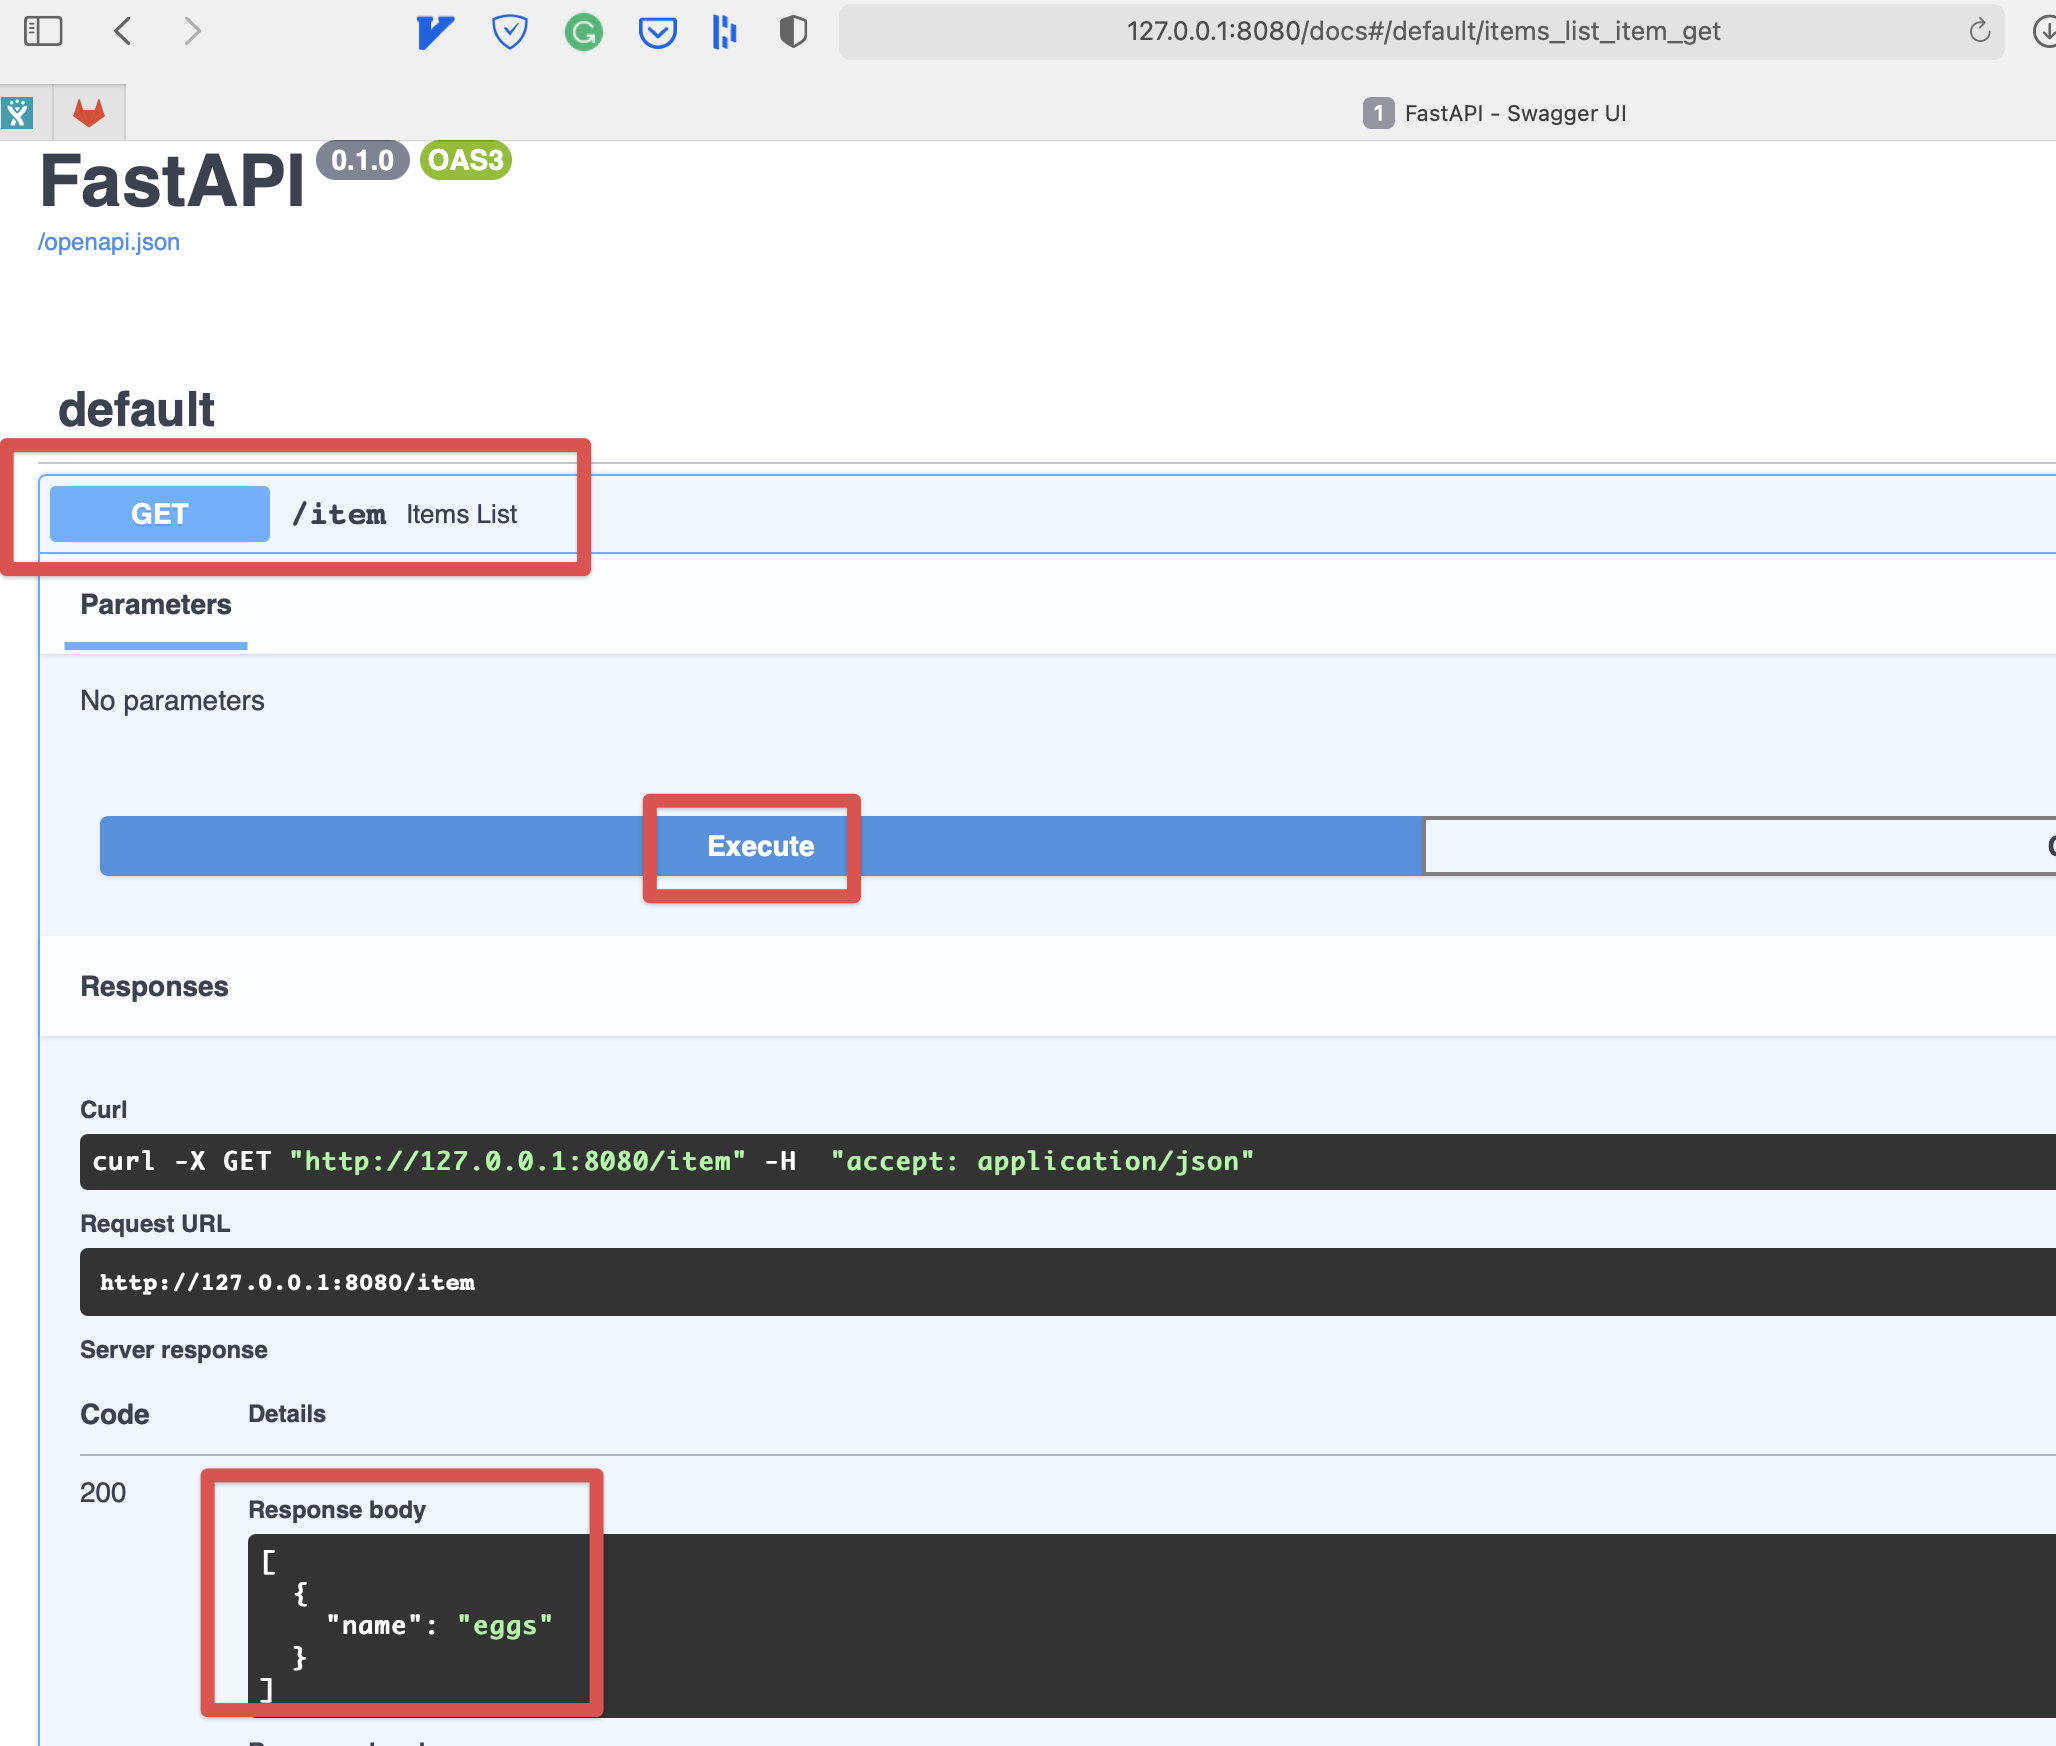 127.0.0.1:8080/docs#/default/items_list_item_get
1 FastAPI - Swagger UI
FastAPI 0.1.0 OAS3
/openapi.json
default
GET /item Items List
Parameters
No parameters
Execute
Responses
Curl
curl -X GET "http://127.0.0.1:8080/item" -H  "accept: application/json"
Request URL
http://127.0.0.1:8080/item
Server response
Code Details
200
Response body
[
{
"name": "eggs"
}
]